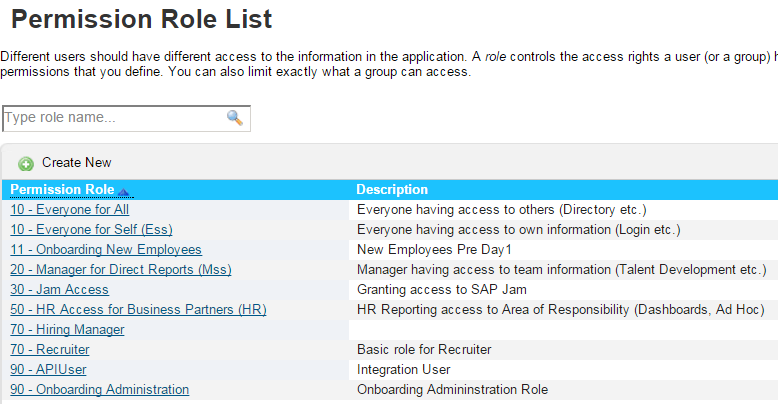 Permission Role List
Different users should have different access to the information in the application. A role controls the access rights a user (or a group) h
permissions that you define. You can also limit exactly what a group can access.
Type role name...
Create New
Permission Role Description
10 - Everyone for All Everyone having access to others (Directory etc.)
10 - Everyone for Self (Ess) Everyone having access to own information (Login etc.)
11 - Onboarding New Employees New Employees Pre Day1
20 - Manager for Direct Reports (Mss) Manager having access to team information (Talent Development etc.)
30 - Jam Access Granting access to SAP Jam
50 - HR Access for Business Partners (HR) HR Reporting access to Area of Responsibility (Dashboards, Ad Hoc)
70 - Hiring Manager
70 - Recruiter Basic role for Recruiter
90 - APIUser Integration User
90 - Onboarding Administration Onboarding Admininstration Role